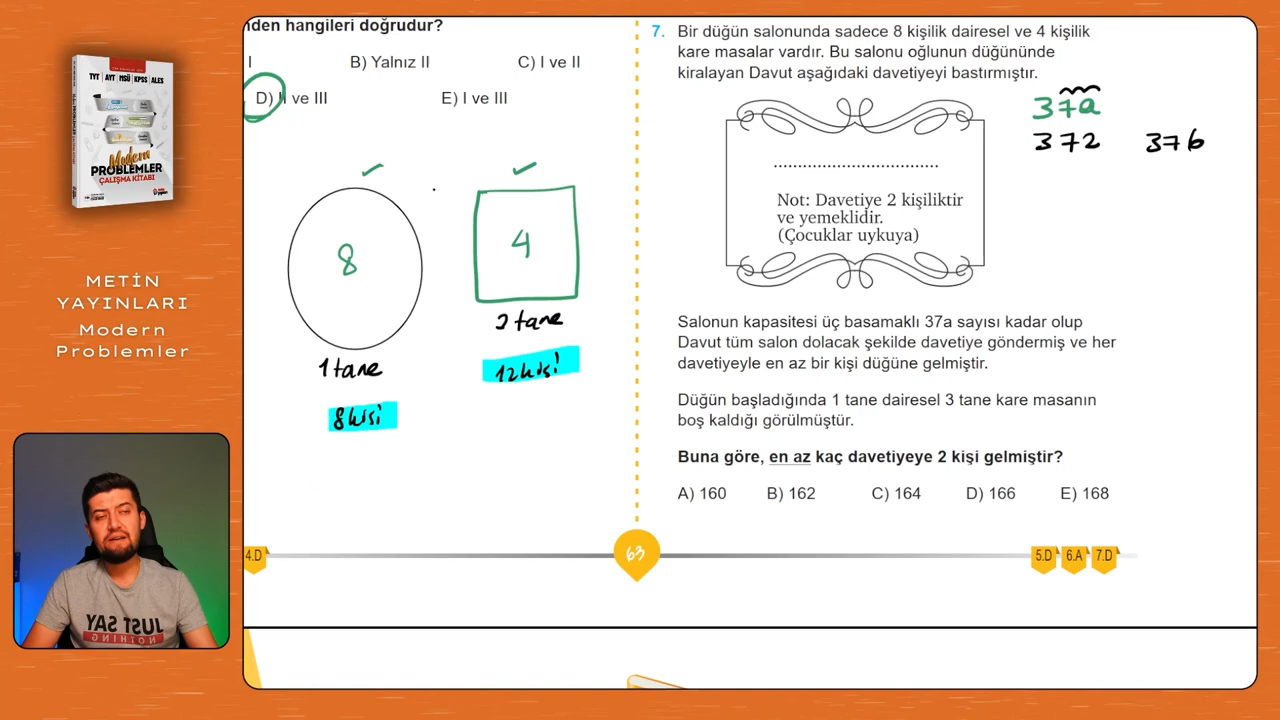 TYT | AYT | MSÜ | KPSS | ALES
Modern
PROBLEMLER
ÇALIŞMA KİTABI
METİN
YAYINLARI
Modern
Problemler
JUST SAY
NOTHING
nden hangileri doğrudur?
I
B) Yalnız II
C) I ve II
D) II ve III
E) I ve III
8
4
1 tane
2 tane
8 kişi
12 kişi
4.D
63
7. Bir düğün salonunda sadece 8 kişilik dairesel ve 4 kişilik
kare masalar vardır. Bu salonu oğlunun düğününde
kiralayan Davut aşağıdaki davetiyeyi bastırmıştır.
37a
372 376
Not: Davetiye 2 kişiliktir
ve yemeklidir.
(Çocuklar uykuya)
Salonun kapasitesi üç basamaklı 37a sayısı kadar olup
Davut tüm salon dolacak şekilde davetiye göndermiş ve her
davetiyeyle en az bir kişi düğüne gelmiştir.
Düğün başladığında 1 tane dairesel 3 tane kare masanın
boş kaldığı görülmüştür.
Buna göre, en az kaç davetiyeye 2 kişi gelmiştir?
A) 160 B) 162 C) 164 D) 166 E) 168
5.D 6.A 7.D